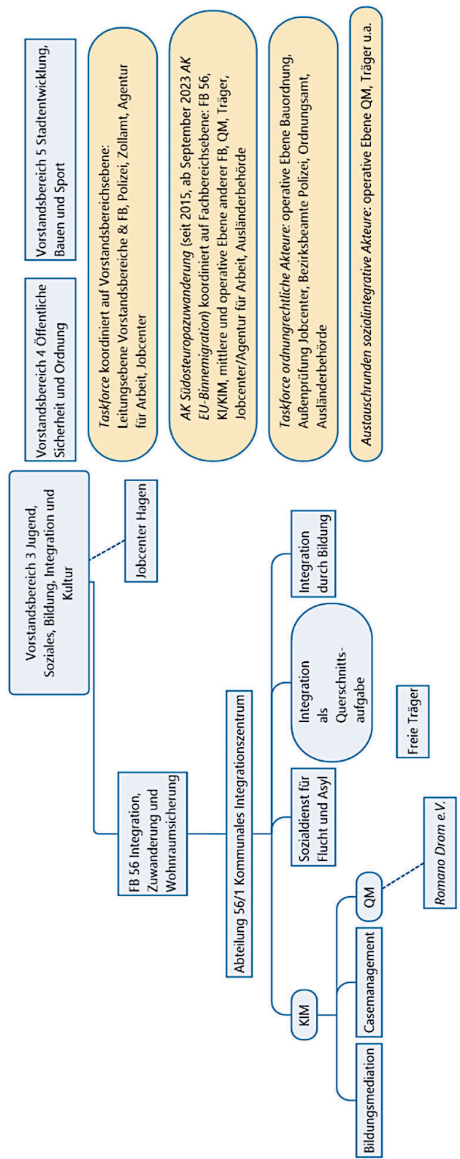 Vorstandsbereich 3 Jugend,
Soziales, Bildung, Integration und
Kultur
Vorstandsbereich 4 Öffentliche
Sicherheit und Ordnung
Vorstandsbereich 5 Stadtentwicklung,
Bauen und Sport
Jobcenter Hagen
FB 56 Integration,
Zuwanderung und
Wohnraumsicherung
Abteilung 56/1 Kommunales Integrationszentrum
KIM
Sozialdienst für
Flucht und Asyl
Integration
als
Querschnitts-
aufgabe
Integration
durch Bildung
Bildungsmediation
Casemanagement
QM
Freie Träger
Romano Drom e.V.
Taskforce koordiniert auf Vorstandsbereichsebene:
Leitungsebene Vorstandsbereiche & FB, Polizei, Zollamt, Agentur
für Arbeit, Jobcenter
AK Südosteuropazuwanderung (seit 2015, ab September 2023 AK
EU-Binnemigration) koordiniert auf Fachbereichsebene: FB 56,
KI/KIM, mittlere und operative Ebene anderer FB, QM, Träger,
Jobcenter/Agentur für Arbeit, Ausländerbehörde
Taskforce ordnungrechtliche Akteure: operative Ebene Bauordnung,
Außenprüfung Jobcenter, Bezirksbeamte Polizei, Ordnungsamt,
Ausländerbehörde
Austauschrunden sozialintegrative Akteure: operative Ebene QM, Träger u.a.